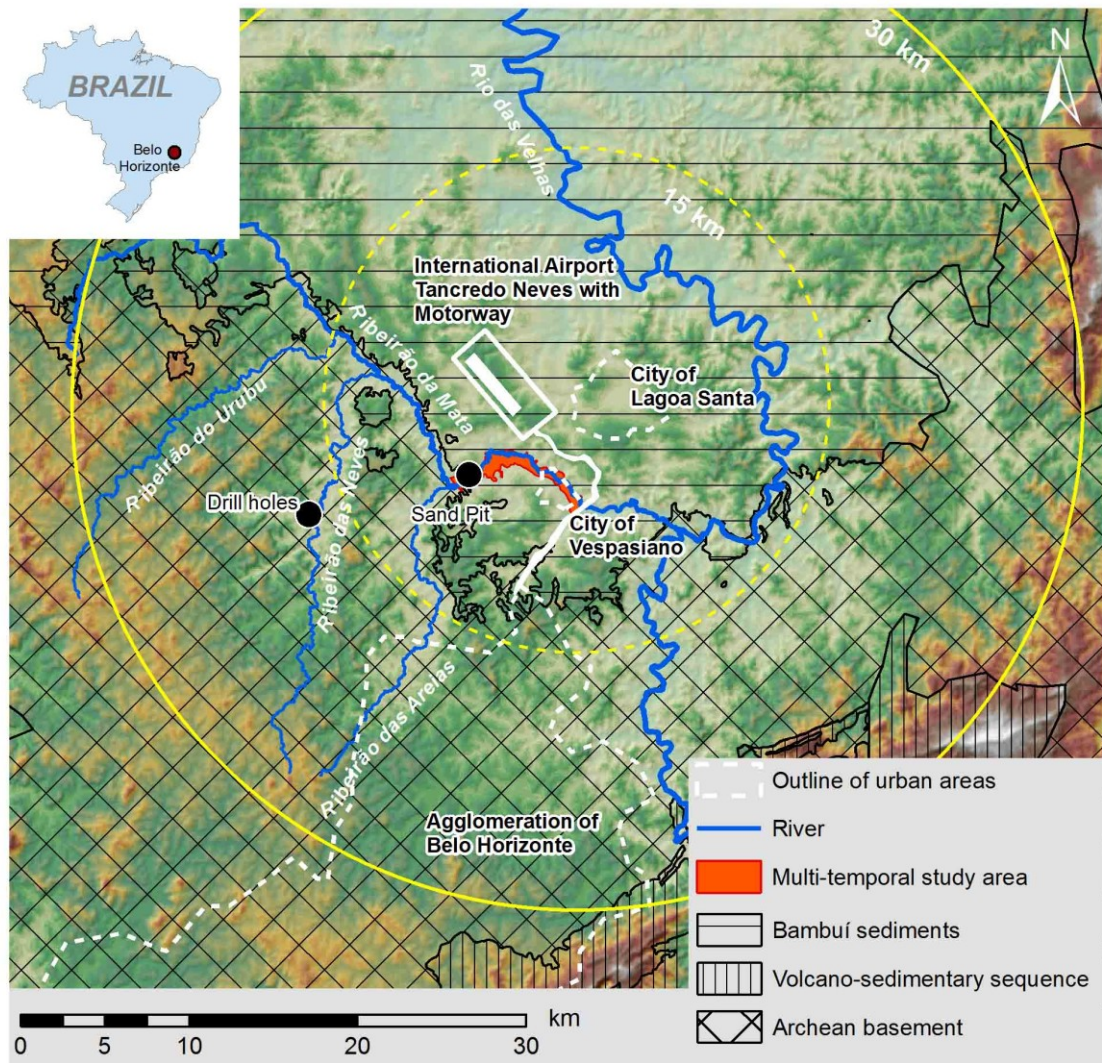 BRAZIL
Belo
Horizonte
30 km
N
Rio das Velhas
15 km
International Airport
Tancredo Neves with
Motorway
Ribeirão da Mata
City of
Lagoa Santa
Ribeirão do Urubu
Ribeirão das Neves
Drill holes
Sand Pit
City of
Vespasiano
Ribeirão das Areias
Agglomeration of
Belo Horizonte
Outline of urban areas
River
Multi-temporal study area
Bambuí sediments
Volcano-sedimentary sequence
Archean basement
km
0 5 10 20 30